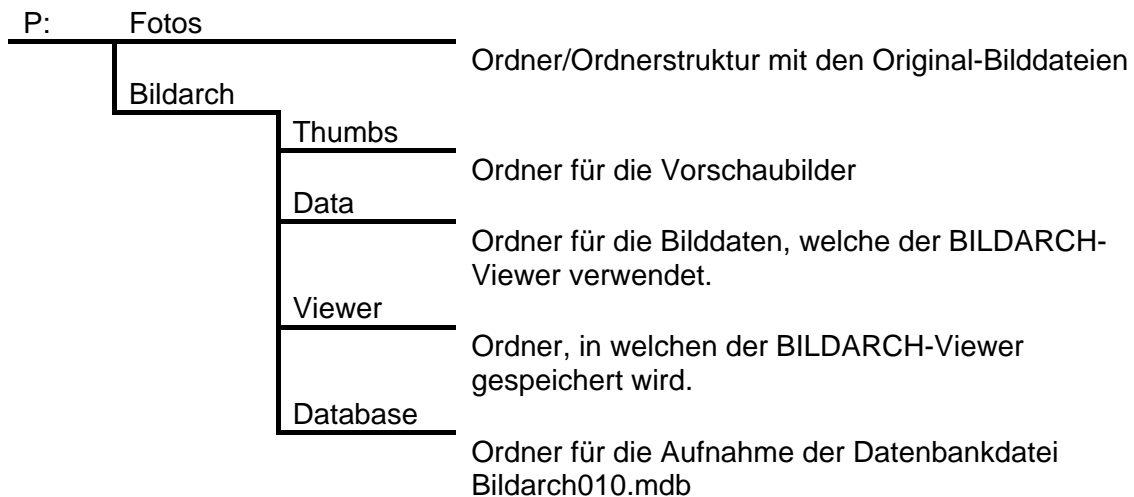 P: Fotos
Ordner/Ordnerstruktur mit den Original-Bilddateien
Bildarch
Thumbs
Ordner für die Vorschaubilder
Data
Ordner für die Bilddaten, welche der BILDARCH-
Viewer verwendet.
Viewer
Ordner, in welchen der BILDARCH-Viewer
gespeichert wird.
Database
Ordner für die Aufnahme der Datenbankdatei
Bildarch010.mdb